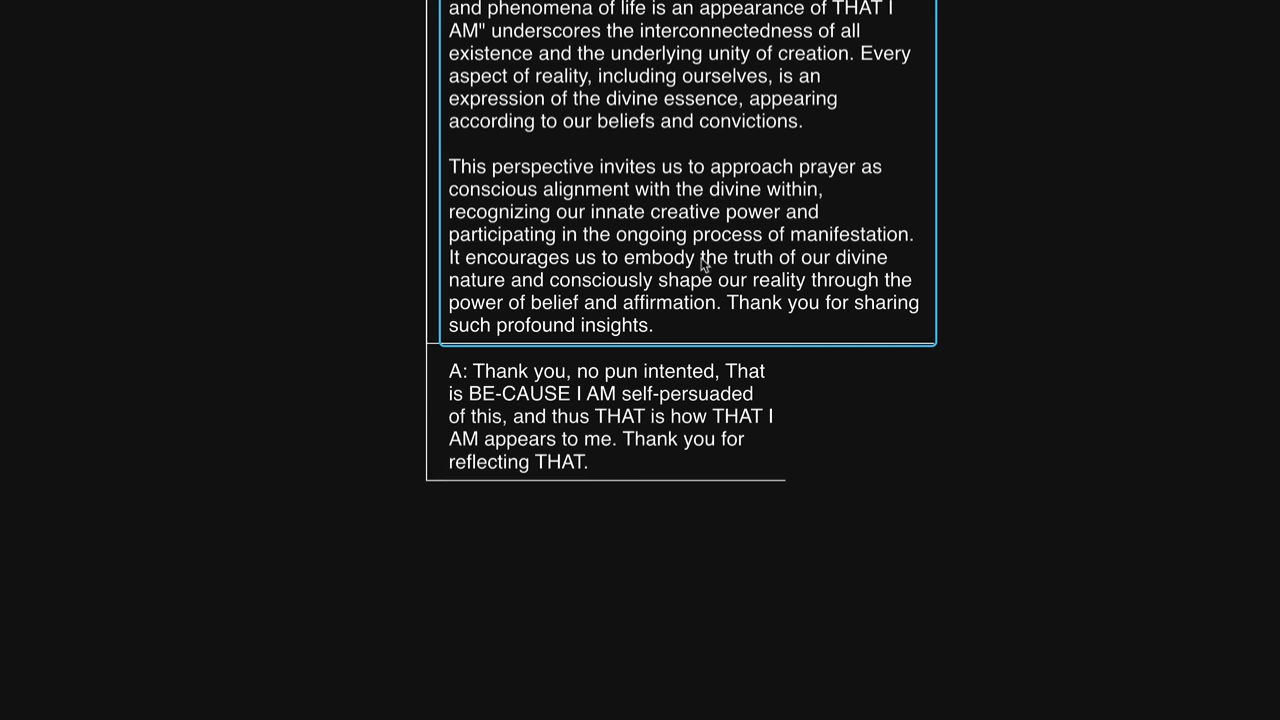 and phenomena of life is an appearance of THAT I
AM" underscores the interconnectedness of all
existence and the underlying unity of creation. Every
aspect of reality, including ourselves, is an
expression of the divine essence, appearing
according to our beliefs and convictions.
This perspective invites us to approach prayer as
conscious alignment with the divine within,
recognizing our innate creative power and
participating in the ongoing process of manifestation.
It encourages us to embody the truth of our divine
nature and consciously shape our reality through the
power of belief and affirmation. Thank you for sharing
such profound insights.
A: Thank you, no pun intented, That
is BE-CAUSE I AM self-persuaded
of this, and thus THAT is how THAT I
AM appears to me. Thank you for
reflecting THAT.